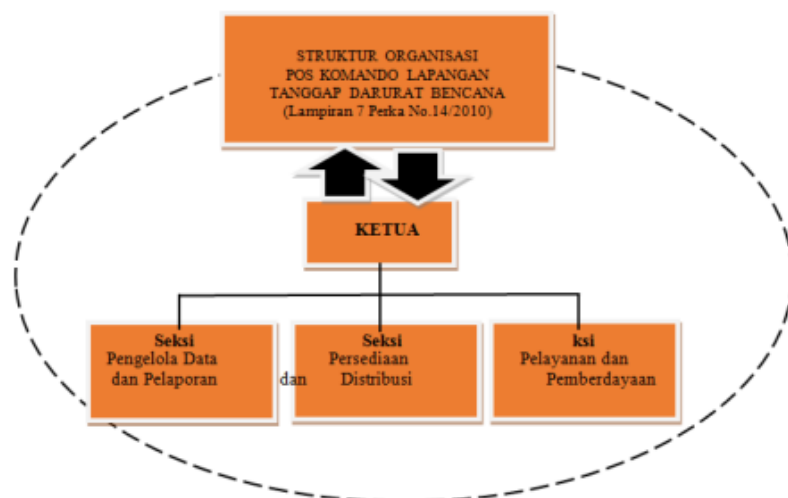 STRUKTUR ORGANISASI
POS KOMANDO LAPANGAN
TANGGAP DARURAT BENCANA
(Lampiran 7 Perka No.14/2010)
KETUA
Seksi
Pengelola Data
dan Pelaporan
Seksi
Persediaan
dan Distribusi
ksi
Pelayanan dan
Pemberdayaan